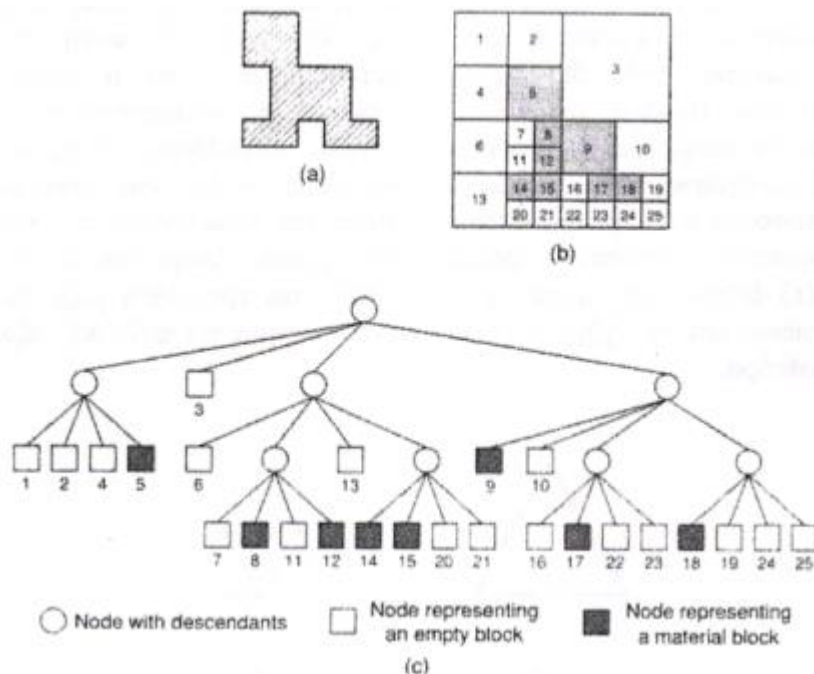 (a)
1 2 3
4 5
6 7 8 9 10
11 12
13 14 15 16 17 18 19
20 21 22 23 24 25
(b)
3
1 2 4 5 6 13 9 10
7 8 11 12 14 15 20 21 16 17 22 23 18 19 24 25
Node with descendants
Node representing
an empty block
Node representing
a material block
(c)